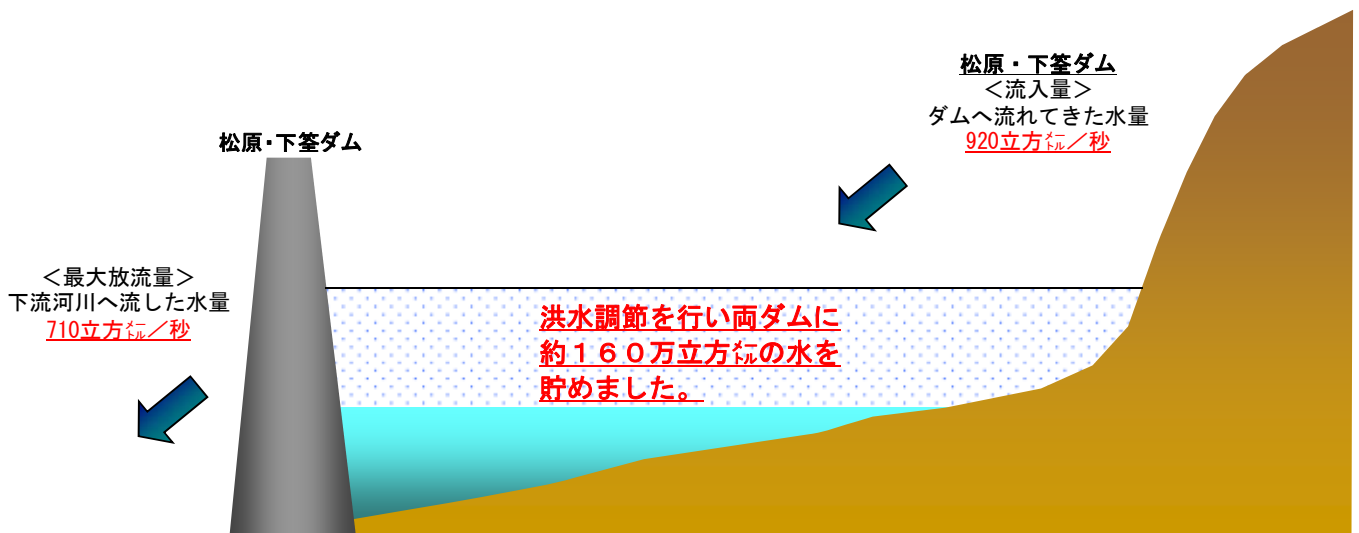 松原・下筌ダム
＜流入量＞
ダムへ流れてきた水量
920立方㍍／秒
松原・下筌ダム
＜最大放流量＞
下流河川へ流した水量
710立方㍍／秒
洪水調節を行い両ダムに
約１６０万立方㍍の水を
貯めました。